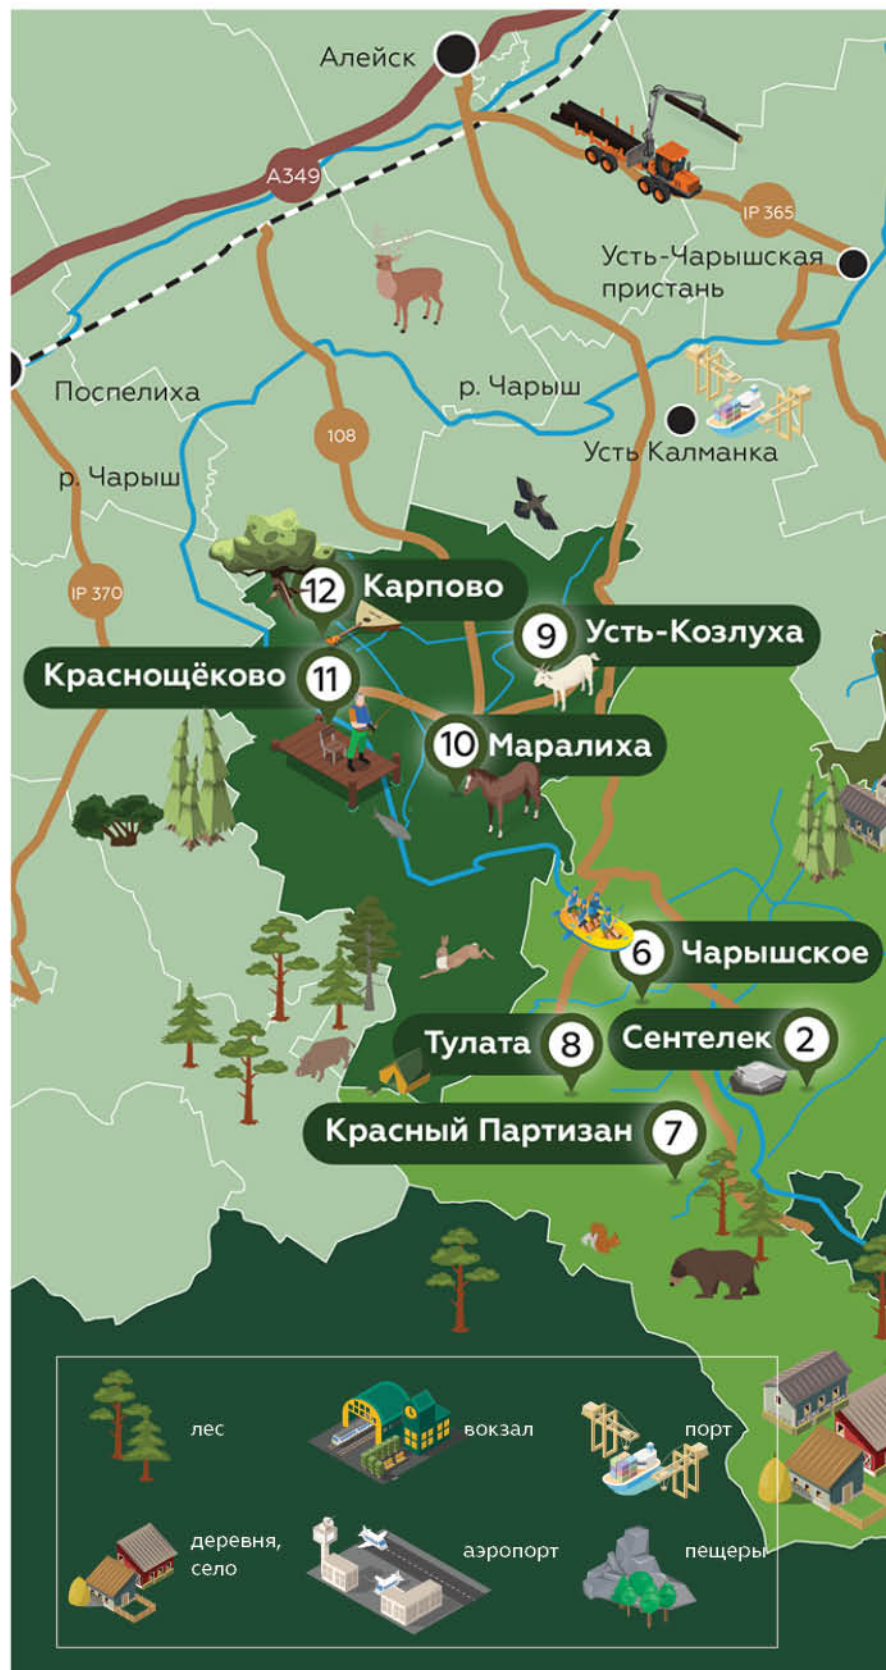 Алейск
А349
IP 365
Усть-Чарышская
пристань
Поспелиха
р. Чарыш
108
Усть Калманка
р. Чарыш
IP 370
12 Карпово
9 Усть-Козлуха
Краснощёково 11
10 Маралиха
6 Чарышское
Тулата 8
Сентелек 2
Красный Партизан 7
лес
вокзал
порт
деревня,
село
аэропорт
пещеры